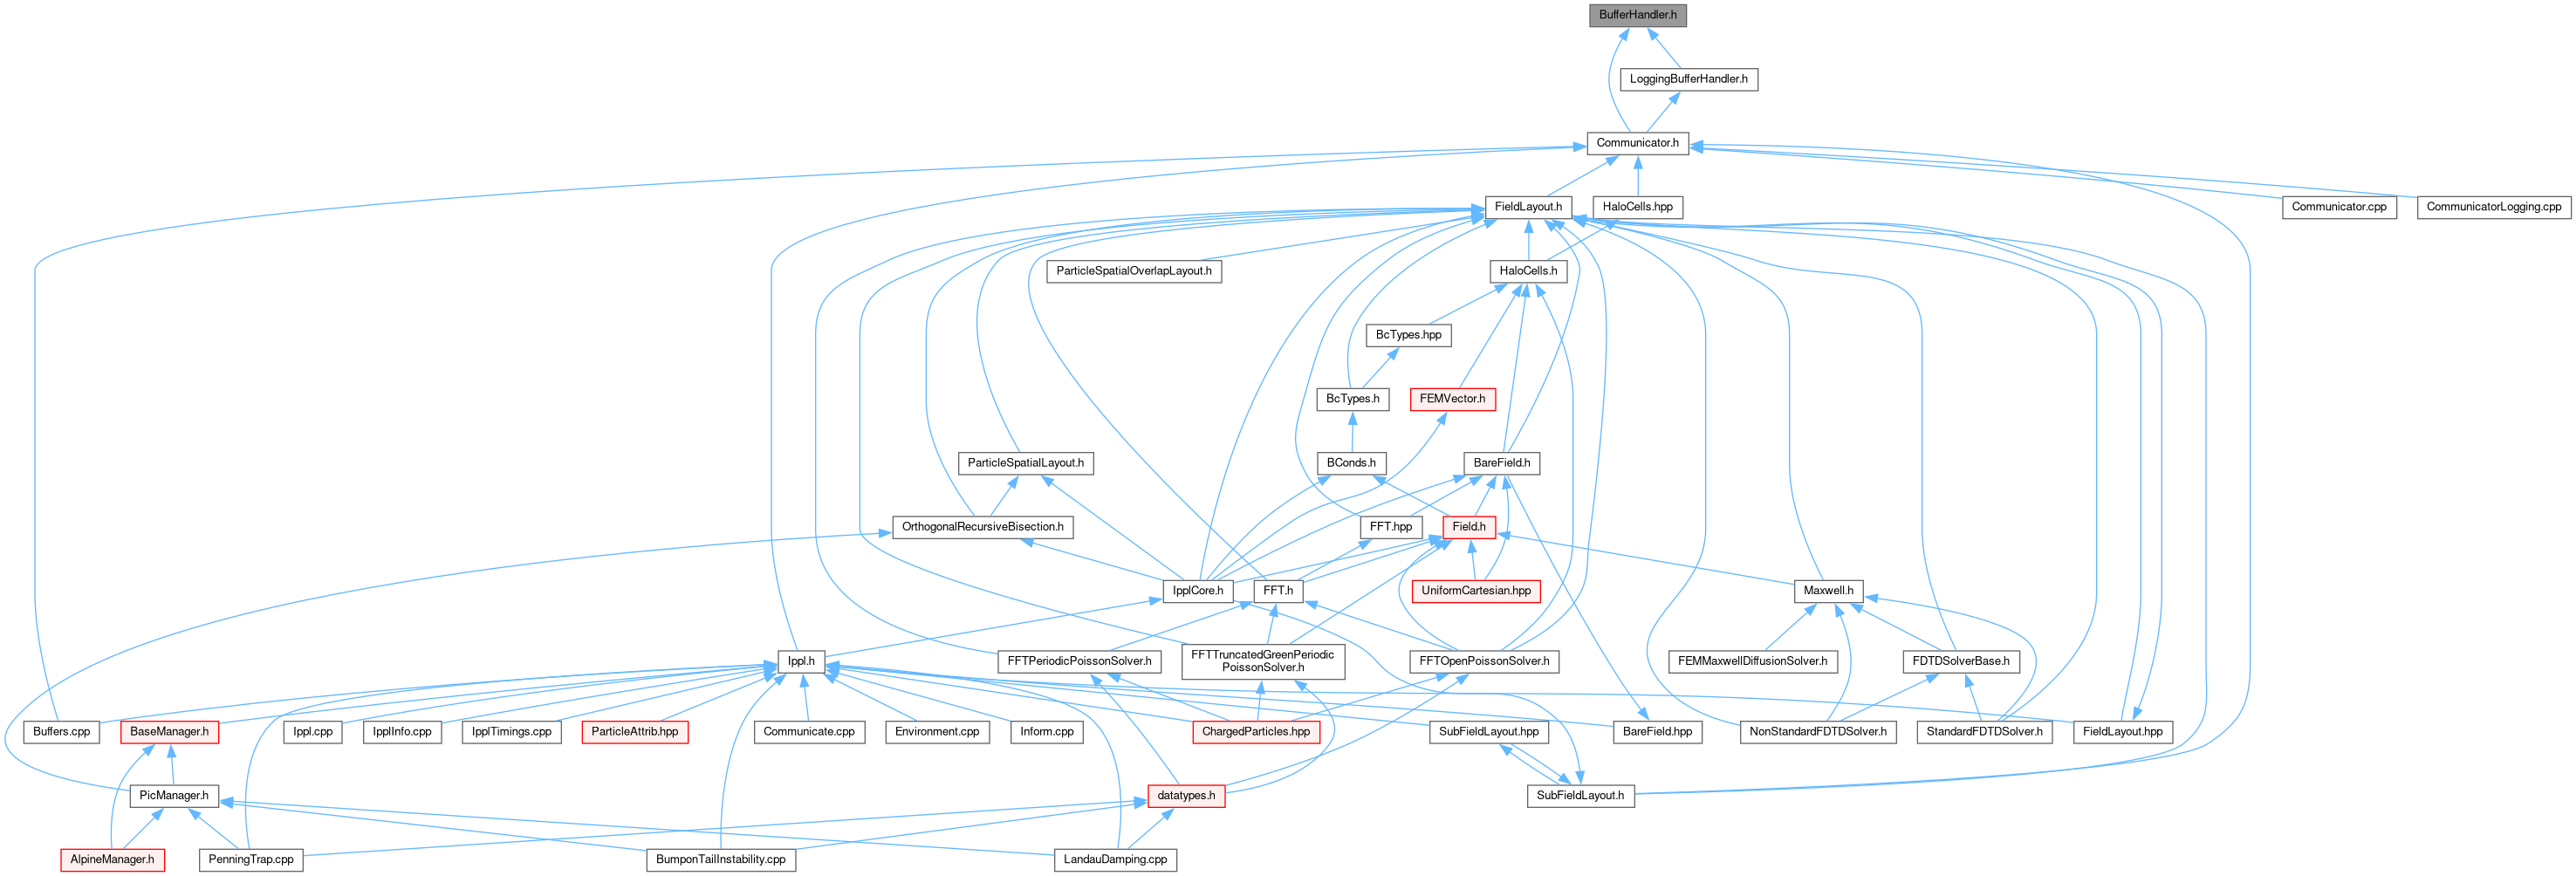 BufferHandler.h
LoggingBufferHandler.h
Communicator.h
FieldLayout.h
HaloCells.hpp
Communicator.cpp
CommunicatorLogging.cpp
ParticleSpatialOverlapLayout.h
HaloCells.h
BcTypes.hpp
BcTypes.h
FEMVector.h
ParticleSpatialLayout.h
BConds.h
BareField.h
OrthogonalRecursiveBisection.h
FFT.hpp
Field.h
IpplCore.h
FFT.h
UniformCartesian.hpp
Maxwell.h
Ippl.h
FFTPeriodicPoissonSolver.h
FFTTruncatedGreenPeriodic
PoissonSolver.h
FFTOpenPoissonSolver.h
FEMMaxwellDiffusionSolver.h
FDTDSolverBase.h
Buffers.cpp
BaseManager.h
Ippl.cpp
IpplInfo.cpp
IpplTimings.cpp
ParticleAttrib.hpp
Communicate.cpp
Environment.cpp
Inform.cpp
ChargedParticles.hpp
SubFieldLayout.hpp
BareField.hpp
NonStandardFDTDSolver.h
StandardFDTDSolver.h
FieldLayout.hpp
PicManager.h
datatypes.h
SubFieldLayout.h
AlpineManager.h
PenningTrap.cpp
BumponTailInstability.cpp
LandauDamping.cpp